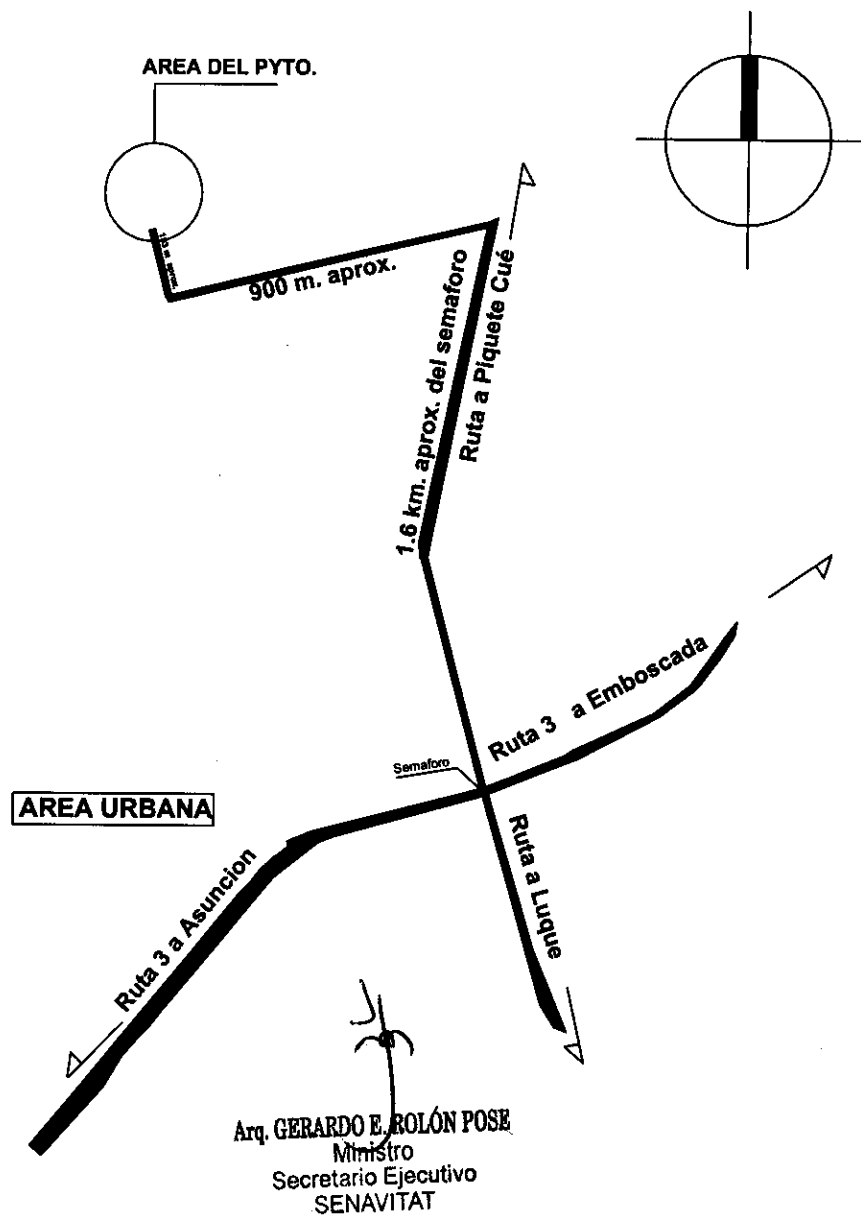 AREA DEL PYTO.
900 m. aprox.
1.6 km. aprox. del semaforo
Ruta a Piquete Cué
Ruta 3 a Emboscada
Semaforo
AREA URBANA
Ruta a Luque
Ruta 3 a Asuncion
Arq. GERARDO E. ROLÓN POSE
Ministro
Secretario Ejecutivo
SENAVITAT